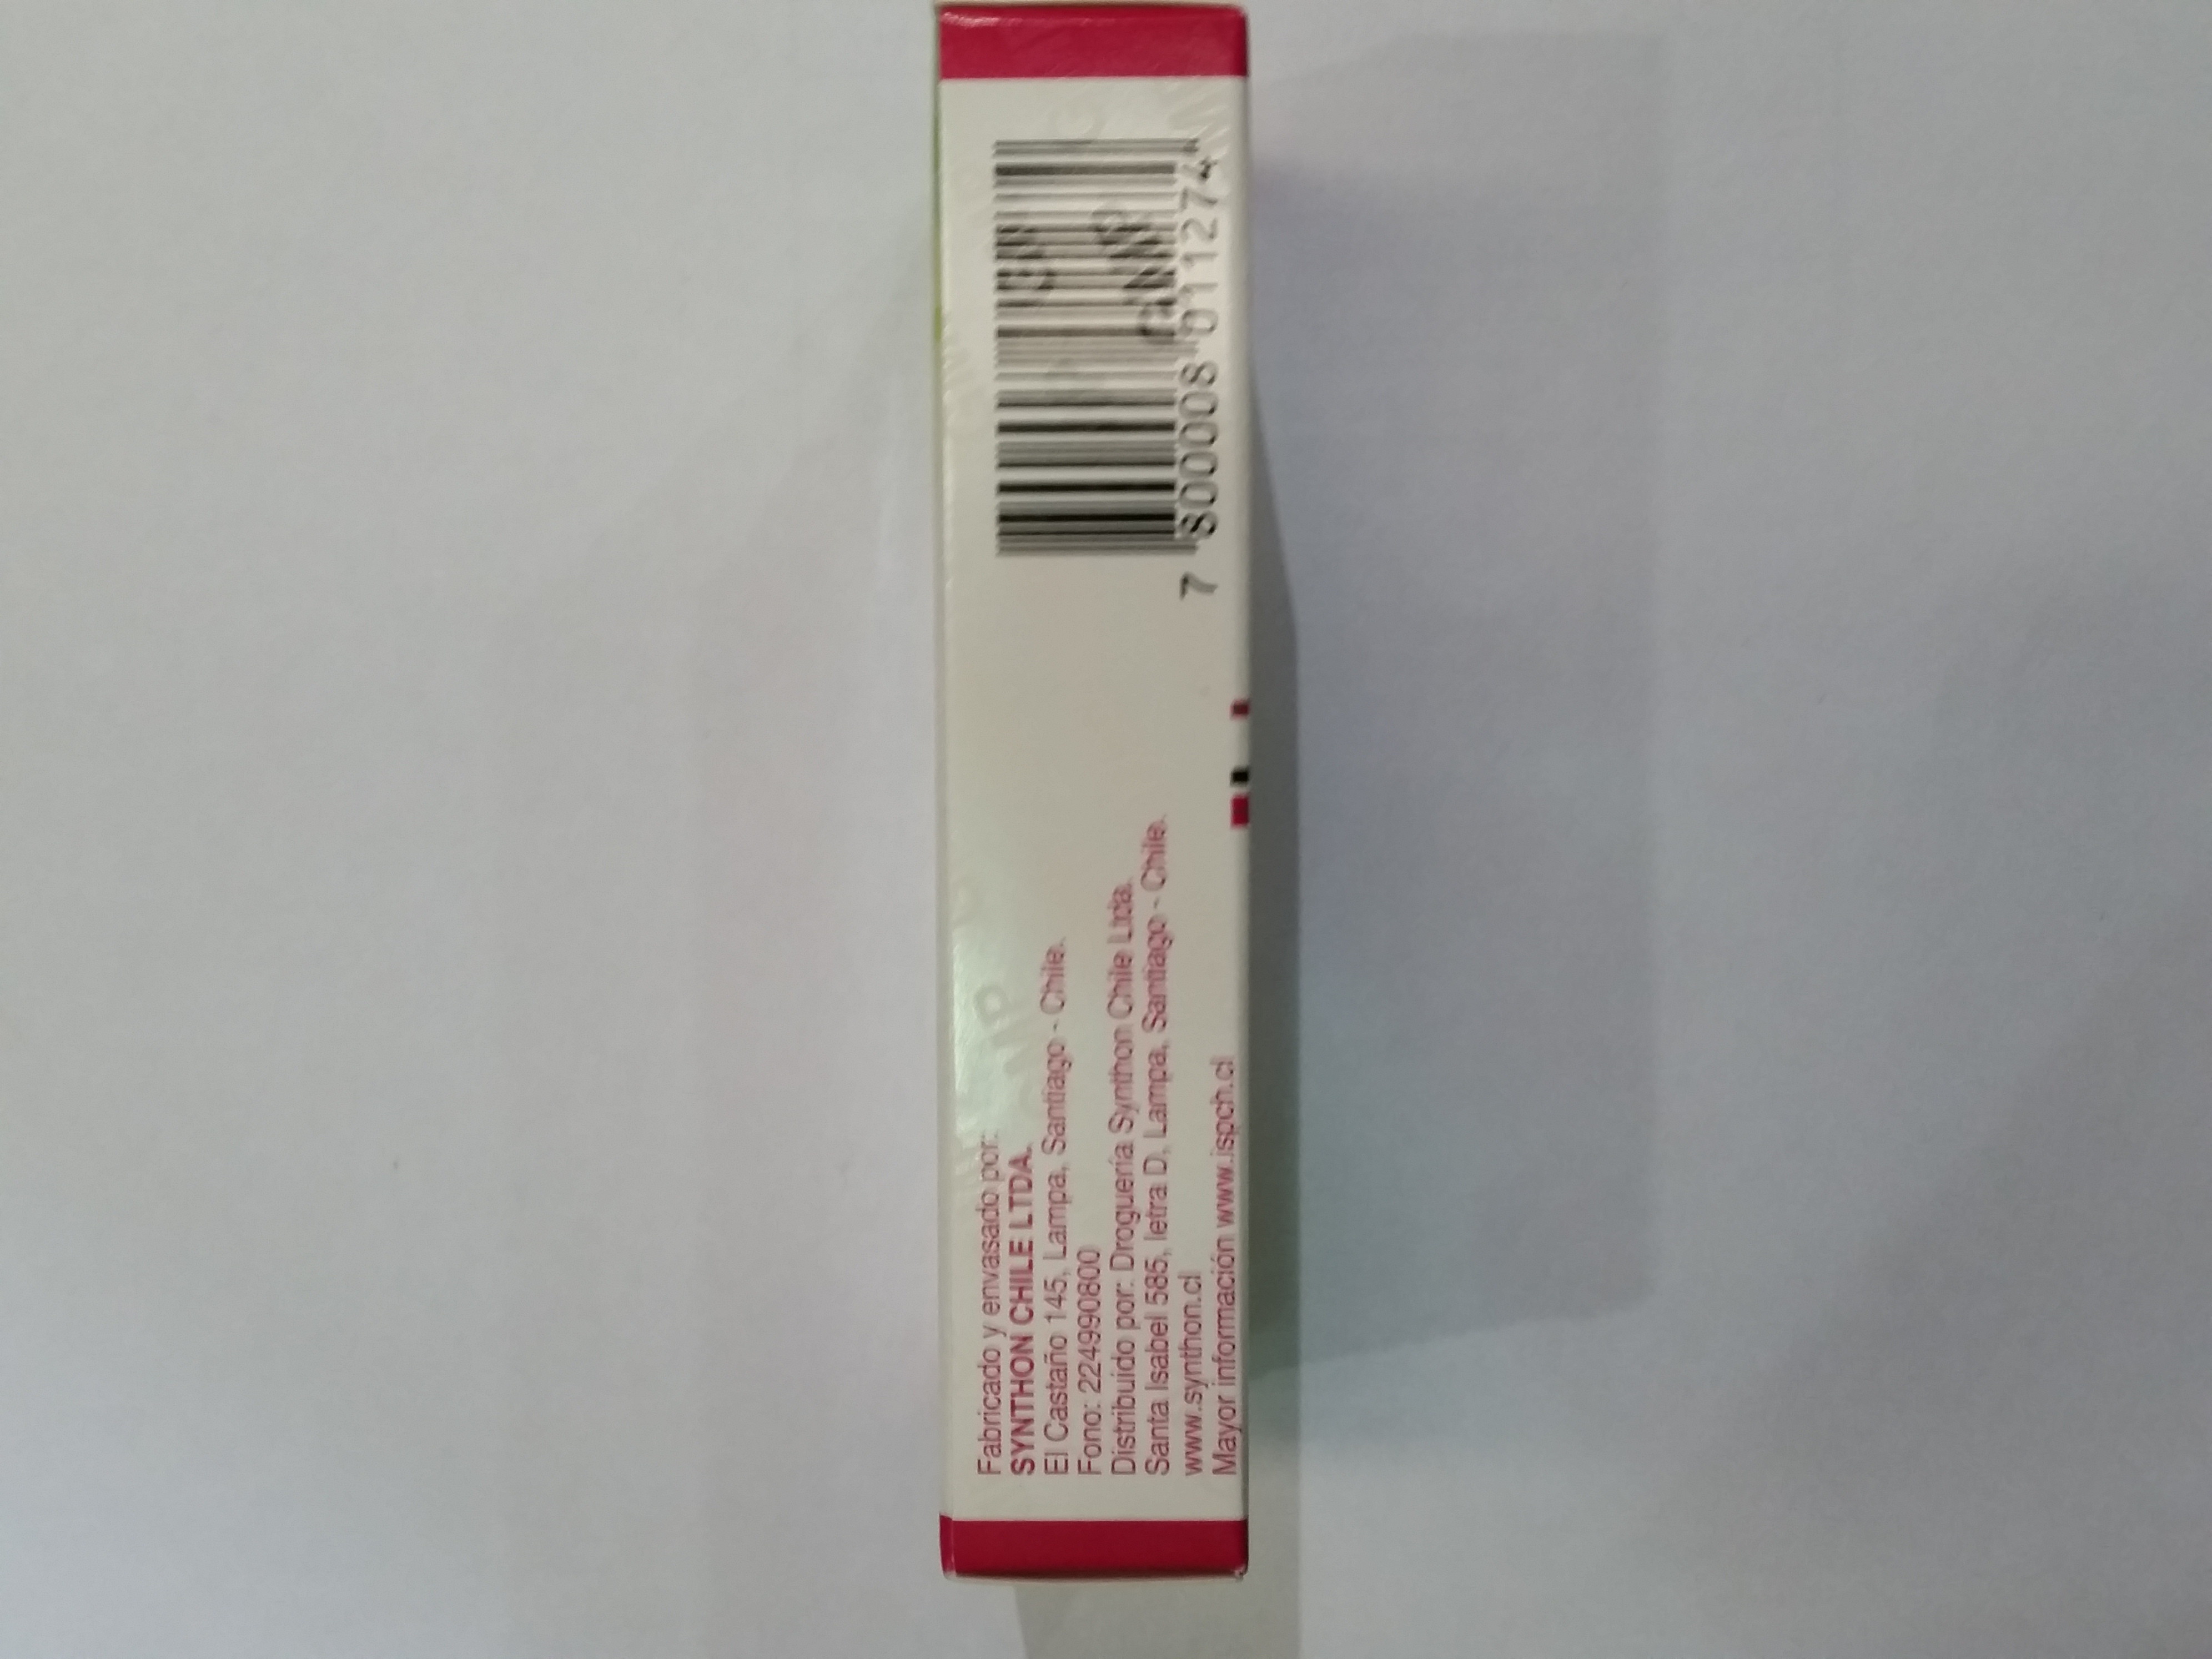 Fabricado y envasado por:
SYNTHON CHILE LTDA.
El Castaño 145, Lampa, Santiago - Chile.
Fono: 224990800
Distribuido por: Droguería Synthon Chile Ltda.
Santa Isabel 585, letra D, Lampa, Santiago - Chile.
www.synthon.cl
Mayor información www.ispch.cl
7 800008 011274
GMP
GMP